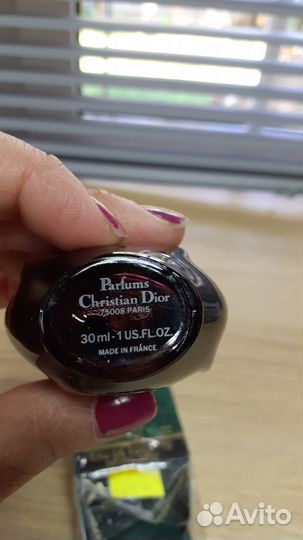 Parfums
Christian Dior
75008 PARIS
30 ml - 1 US.FL.OZ.
MADE IN FRANCE
Avito